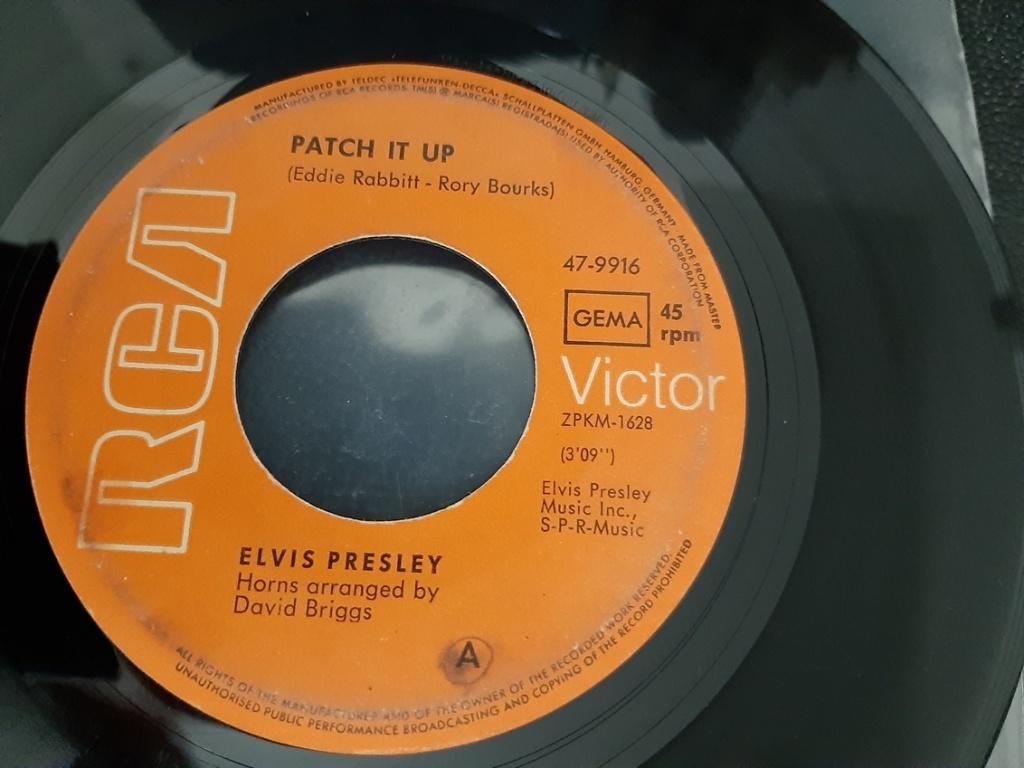 MANUFACTURED BY TELDEC »TELEFUNKEN-DECCA« SCHALLPLATTEN GMBH HAMBURG, GERMANY MADE FROM MASTER
RECORDINGS OF RCA RECORDS. TM(S) ® MARCA(S) REGISTRADA(S) USED BY AUTHORITY OF RCA CORPORATION
PATCH IT UP
(Eddie Rabbitt - Rory Bourks)
RCA
47-9916
GEMA
45
rpm
Victor
ZPKM-1628
(3'09'')
Elvis Presley
Music Inc.,
S-P-R-Music
ELVIS PRESLEY
Horns arranged by
David Briggs
A
ALL RIGHTS OF THE MANUFACTURER AND OF THE OWNER OF THE RECORDED WORK RESERVED.
UNAUTHORISED PUBLIC PERFORMANCE BROADCASTING AND COPYING OF THE RECORD PROHIBITED